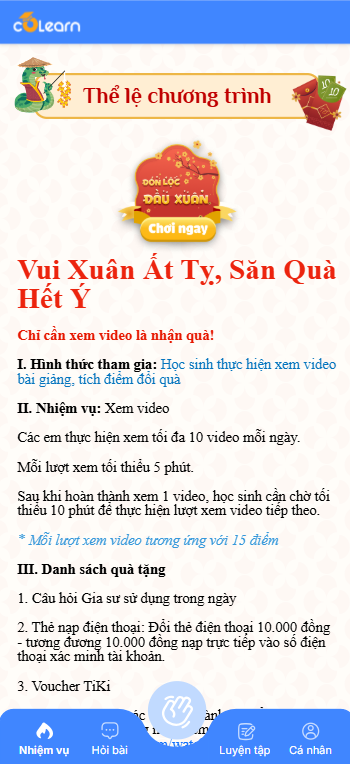 COLearn
Thể lệ chương trình
ĐÓN LỘC
ĐẦU XUÂN
Chơi ngay
Vui Xuân Ất Tỵ, Săn Quà
Hết Ý
Chỉ cần xem video là nhận quà!
I. Hình thức tham gia: Học sinh thực hiện xem video
bài giảng, tích điểm đổi quà
II. Nhiệm vụ: Xem video
Các em thực hiện xem tối đa 10 video mỗi ngày.
Mỗi lượt xem tối thiểu 5 phút.
Sau khi hoàn thành xem 1 video, học sinh cần chờ tối
thiểu 10 phút để thực hiện lượt xem video tiếp theo.
* Mỗi lượt xem video tương ứng với 15 điểm
III. Danh sách quà tặng
1. Câu hỏi Gia sư sử dụng trong ngày
2. Thẻ nạp điện thoại: Đổi thẻ điện thoại 10.000 đồng
- tương đương 10.000 đồng nạp trực tiếp vào số điện
thoại xác minh tài khoản.
3. Voucher TiKi
Nhiệm vụ
Hỏi bài
Luyện tập
Cá nhân